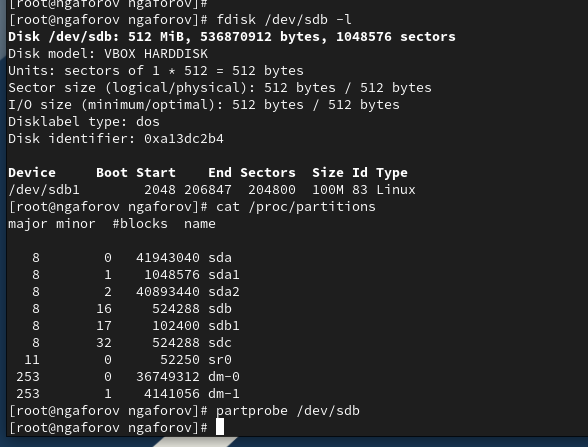 [root@ngaforov ngaforov]#
[root@ngaforov ngaforov]# fdisk /dev/sdb -l
Disk /dev/sdb: 512 MiB, 536870912 bytes, 1048576 sectors
Disk model: VBOX HARDDISK
Units: sectors of 1 * 512 = 512 bytes
Sector size (logical/physical): 512 bytes / 512 bytes
I/O size (minimum/optimal): 512 bytes / 512 bytes
Disklabel type: dos
Disk identifier: 0xa13dc2b4
Device     Boot Start    End Sectors  Size Id Type
/dev/sdb1        2048 206847  204800  100M 83 Linux
[root@ngaforov ngaforov]# cat /proc/partitions
major minor  #blocks  name
   8        0   41943040 sda
   8        1    1048576 sda1
   8        2   40893440 sda2
   8       16     524288 sdb
   8       17     102400 sdb1
   8       32     524288 sdc
  11        0      52250 sr0
 253        0   36749312 dm-0
 253        1    4141056 dm-1
[root@ngaforov ngaforov]# partprobe /dev/sdb
[root@ngaforov ngaforov]#